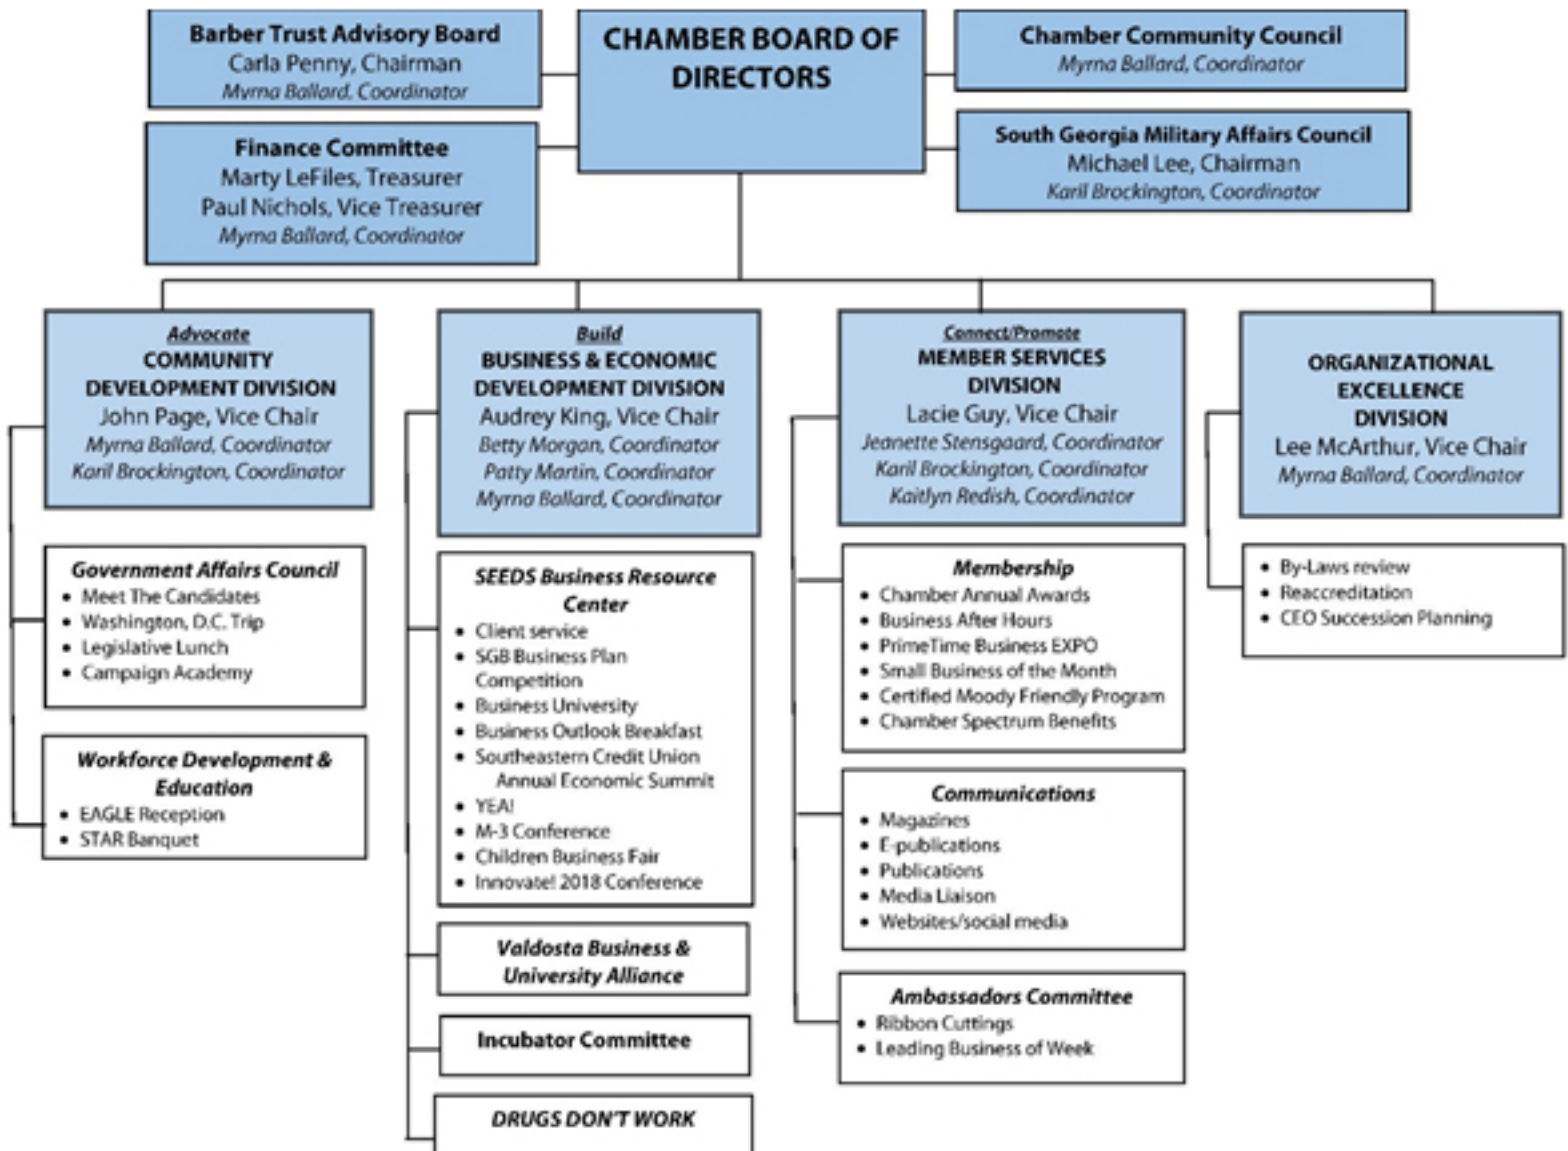 Barber Trust Advisory Board
Carla Penny, Chairman
Myrna Ballard, Coordinator
CHAMBER BOARD OF
DIRECTORS
Chamber Community Council
Myrna Ballard, Coordinator
Finance Committee
Marty LeFiles, Treasurer
Paul Nichols, Vice Treasurer
Myrna Ballard, Coordinator
South Georgia Military Affairs Council
Michael Lee, Chairman
Karil Brockington, Coordinator
Advocate
COMMUNITY
DEVELOPMENT DIVISION
John Page, Vice Chair
Myrna Ballard, Coordinator
Karil Brockington, Coordinator
Government Affairs Council
• Meet The Candidates
• Washington, D.C. Trip
• Legislative Lunch
• Campaign Academy
Workforce Development &
Education
• EAGLE Reception
• STAR Banquet
Build
BUSINESS & ECONOMIC
DEVELOPMENT DIVISION
Audrey King, Vice Chair
Betty Morgan, Coordinator
Patty Martin, Coordinator
Myrna Ballard, Coordinator
SEEDS Business Resource
Center
• Client service
• SGB Business Plan
Competition
• Business University
• Business Outlook Breakfast
• Southeastern Credit Union
Annual Economic Summit
• YEA!
• M-3 Conference
• Children Business Fair
• Innovate! 2018 Conference
Valdosta Business &
University Alliance
Incubator Committee
DRUGS DON'T WORK
Connect/Promote
MEMBER SERVICES
DIVISION
Lacie Guy, Vice Chair
Jeanette Stensgaard, Coordinator
Karil Brockington, Coordinator
Kaitlyn Redish, Coordinator
Membership
• Chamber Annual Awards
• Business After Hours
• PrimeTime Business EXPO
• Small Business of the Month
• Certified Moody Friendly Program
• Chamber Spectrum Benefits
Communications
• Magazines
• E-publications
• Publications
• Media Liaison
• Websites/social media
Ambassadors Committee
• Ribbon Cuttings
• Leading Business of Week
ORGANIZATIONAL
EXCELLENCE
DIVISION
Lee McArthur, Vice Chair
Myrna Ballard, Coordinator
• By-Laws review
• Reaccreditation
• CEO Succession Planning